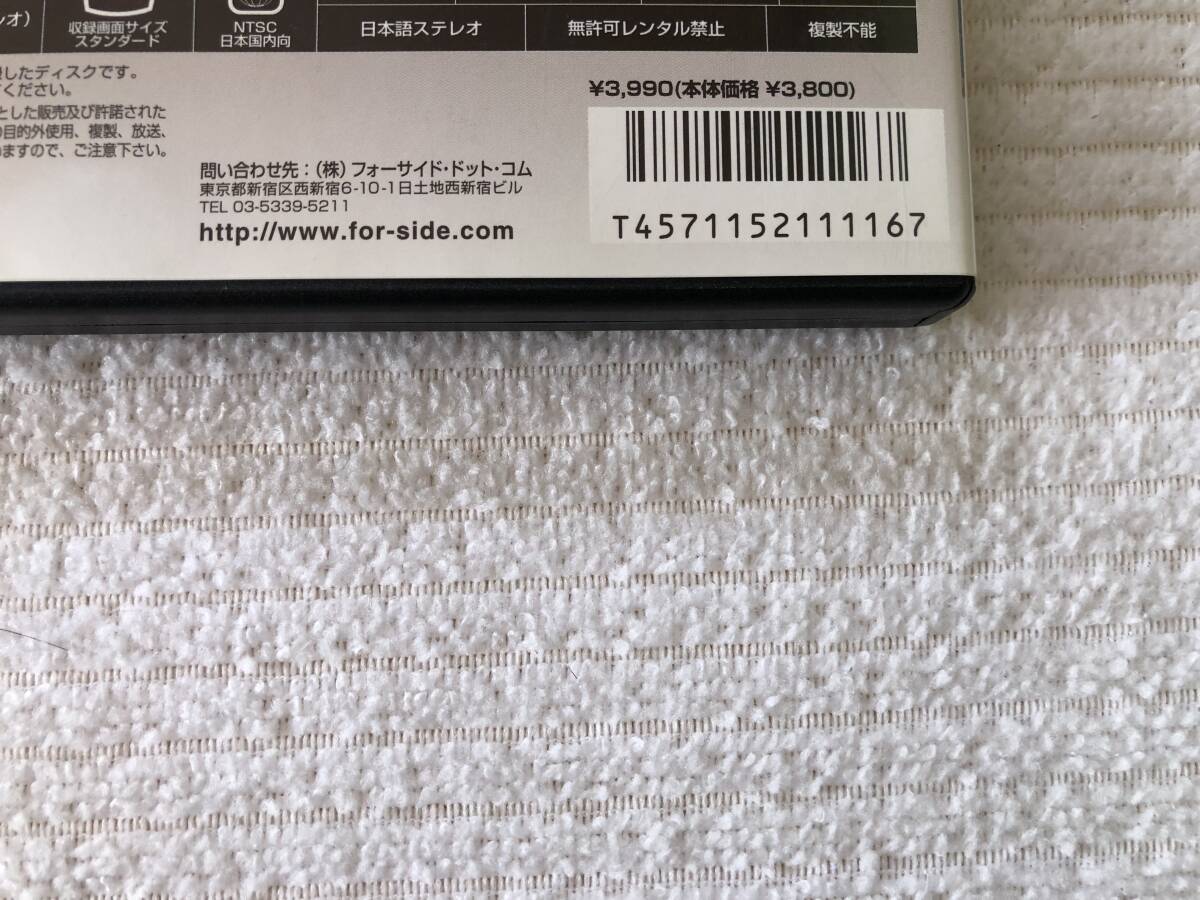 レオ)
収録画面サイズ
スタンダード
NTSC
日本国内向
日本語ステレオ
無許可レンタル禁止
複製不能
したディスクです。
ください。
とした販売及び許諾された
の目的外使用、複製、放送、
ますので、ご注意下さい。
¥3,990(本体価格 ¥3,800)
問い合わせ先：(株)フォーサイド・ドット・コム
東京都新宿区西新宿6-10-1日土地西新宿ビル
TEL 03-5339-5211
http://www.for-side.com
T4571152111167